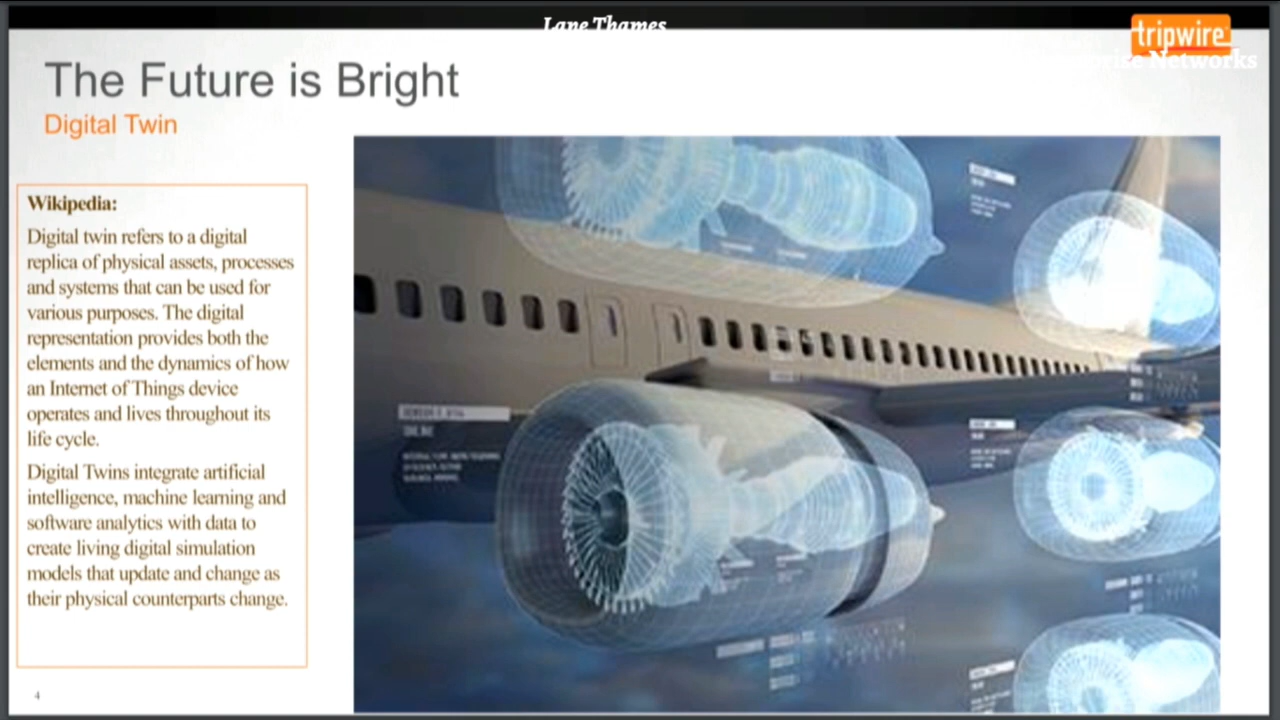 Lane Thames
tripwire
Networks
The Future is Bright
Digital Twin
Wikipedia:
Digital twin refers to a digital
replica of physical assets, processes
and systems that can be used for
various purposes. The digital
representation provides both the
elements and the dynamics of how
an Internet of Things device
operates and lives throughout its
life cycle.
Digital Twins integrate artificial
intelligence, machine learning and
software analytics with data to
create living digital simulation
models that update and change as
their physical counterparts change.
ONLINE
4